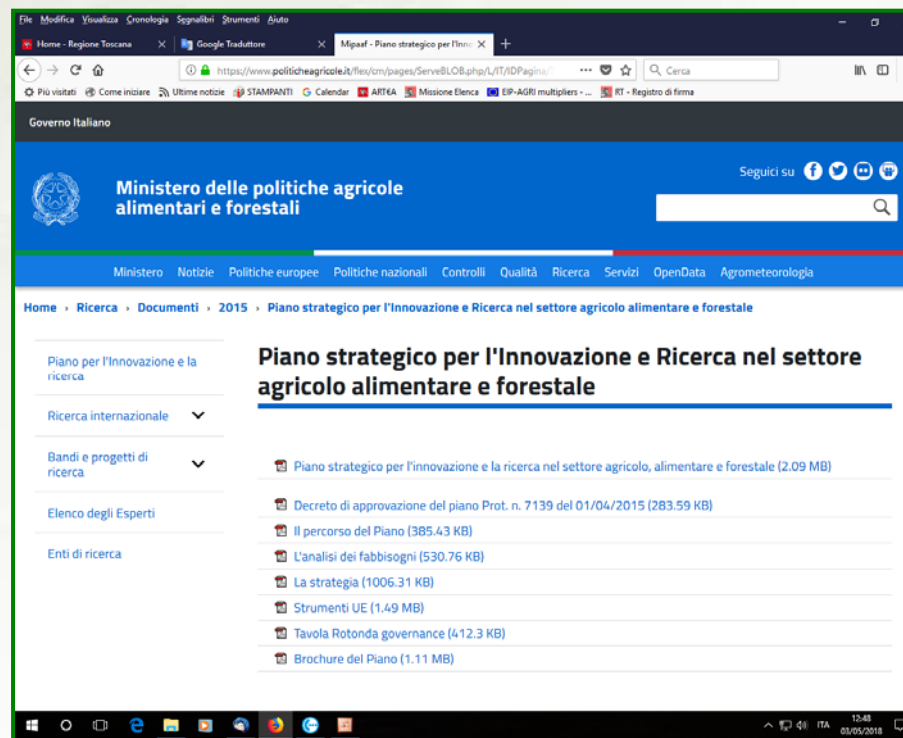 File Modifica Visualizza Cronologia Segnalibri Strumenti Aiuto
Home - Regione Toscana
Google Traduttore
Mipaaf - Piano strategico per l'Inno
https://www.politicheagricole.it/flex/cm/pages/ServeBLOB.php/L/IT/IDPagina/
Cerca
Più visitati Come iniziare Ultime notizie STAMPANTI Calendar ARTEA Missione Elenca EIP-AGRI multipliers - ... RT - Registro di firma
Governo Italiano
Seguici su
Ministero delle politiche agricole
alimentari e forestali
Ministero Notizie Politiche europee Politiche nazionali Controlli Qualità Ricerca Servizi OpenData Agrometeorologia
Home › Ricerca › Documenti › 2015 › Piano strategico per l'Innovazione e Ricerca nel settore agricolo alimentare e forestale
Piano per l'Innovazione e la
ricerca
Ricerca internazionale
Bandi e progetti di
ricerca
Elenco degli Esperti
Enti di ricerca
Piano strategico per l'Innovazione e Ricerca nel settore
agricolo alimentare e forestale
Piano strategico per l'innovazione e la ricerca nel settore agricolo, alimentare e forestale (2.09 MB)
Decreto di approvazione del piano Prot. n. 7139 del 01/04/2015 (283.59 KB)
Il percorso del Piano (385.43 KB)
L'analisi dei fabbisogni (530.76 KB)
La strategia (1006.31 KB)
Strumenti UE (1.49 MB)
Tavola Rotonda governance (412.3 KB)
Brochure del Piano (1.11 MB)
ITA
12:48
03/05/2018